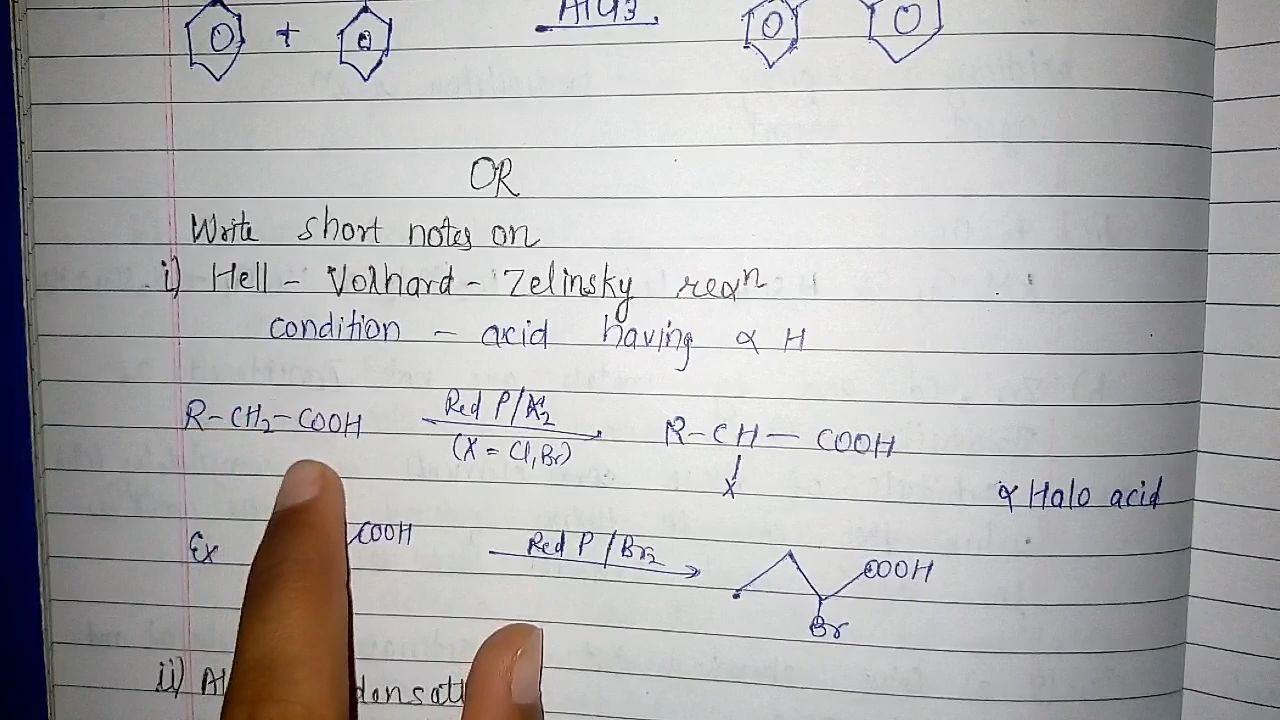 AlCl3
OR
Write short notes on
i) Hell - Volhard - Zelinsky reaxn
condition - acid having α H
R-CH2-COOH Red P/X2 (X = Cl, Br) R-CH- COOH
X
α Halo acid
Ex COOH Red P/Br2 COOH
Br
ii)